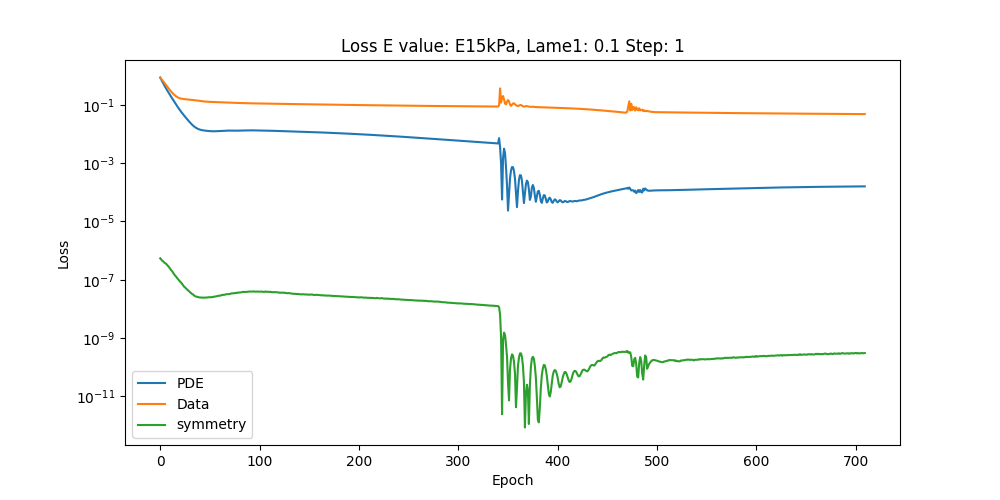 Loss E value: E15kPa, Lame1: 0.1 Step: 1
10⁻¹
10⁻³
10⁻⁵
10⁻⁷
10⁻⁹
10⁻¹¹
Loss
PDE
Data
symmetry
0 100 200 300 400 500 600 700
Epoch